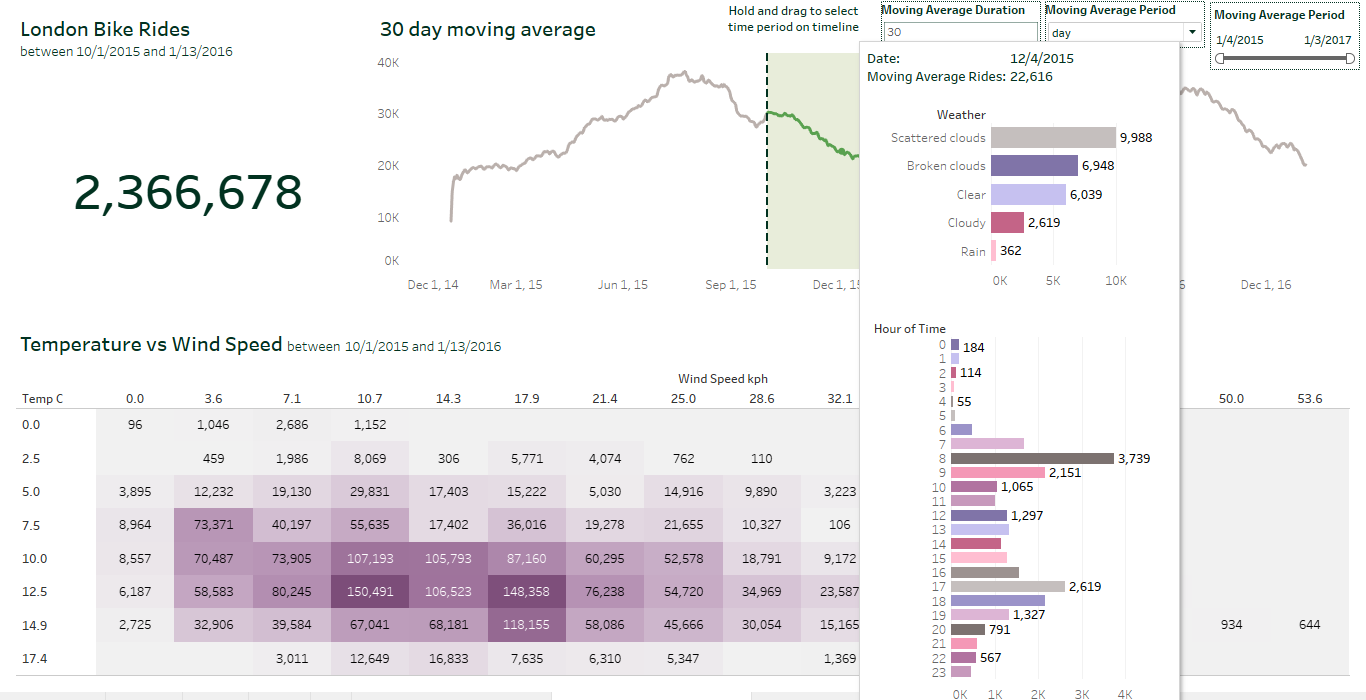 London Bike Rides
between 10/1/2015 and 1/13/2016
2,366,678
30 day moving average
Hold and drag to select
time period on timeline
Moving Average Duration
30
Moving Average Period
day
Moving Average Period
1/4/2015 1/3/2017
40K
30K
20K
10K
0K
Dec 1, 14 Mar 1, 15 Jun 1, 15 Sep 1, 15 Dec 1, 15 6 Dec 1, 16
Date: 12/4/2015
Moving Average Rides: 22,616
Weather
Scattered clouds 9,988
Broken clouds 6,948
Clear 6,039
Cloudy 2,619
Rain 362
0K 5K 10K
Hour of Time
0 184
1
2 114
3
4 55
5
6
7
8 3,739
9 2,151
10 1,065
11
12 1,297
13
14
15
16
17 2,619
18
19 1,327
20 791
21
22 567
23
0K 1K 2K 3K 4K
Temperature vs Wind Speed between 10/1/2015 and 1/13/2016
Wind Speed kph
Temp C 0.0 3.6 7.1 10.7 14.3 17.9 21.4 25.0 28.6 32.1 50.0 53.6
0.0 96 1,046 2,686 1,152
2.5 459 1,986 8,069 306 5,771 4,074 762 110
5.0 3,895 12,232 19,130 29,831 17,403 15,222 5,030 14,916 9,890 3,223
7.5 8,964 73,371 40,197 55,635 17,402 36,016 19,278 21,655 10,327 106
10.0 8,557 70,487 73,905 107,193 105,793 87,160 60,295 52,578 18,791 9,172
12.5 6,187 58,583 80,245 150,491 106,523 148,358 76,238 54,720 34,969 23,587
14.9 2,725 32,906 39,584 67,041 68,181 118,155 58,086 45,666 30,054 15,165 934 644
17.4 3,011 12,649 16,833 7,635 6,310 5,347 1,369